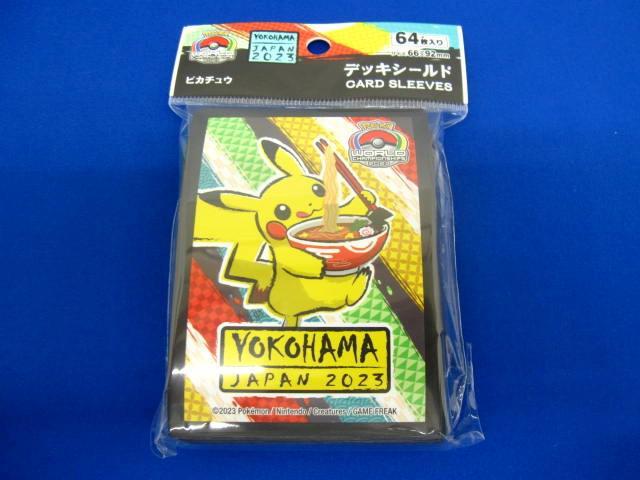 YOKOHAMA
JAPAN
2023
64枚入り
66×92mm
デッキシールド
CARD SLEEVES
ピカチュウ
WORLD
CHAMPIONSHIPS
YOKOHAMA
JAPAN 2023
©2023 Pokémon / Nintendo / Creatures / GAME FREAK